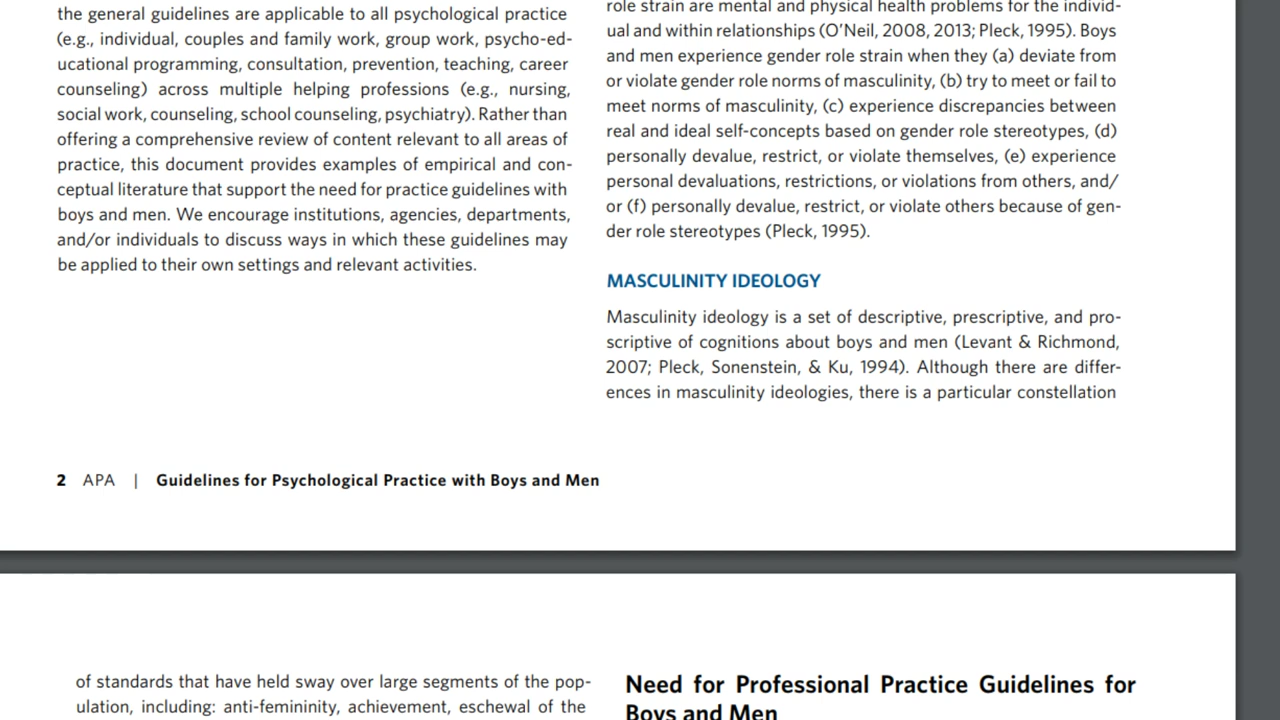 the general guidelines are applicable to all psychological practice
(e.g., individual, couples and family work, group work, psycho-ed-
ucational programming, consultation, prevention, teaching, career
counseling) across multiple helping professions (e.g., nursing,
social work, counseling, school counseling, psychiatry). Rather than
offering a comprehensive review of content relevant to all areas of
practice, this document provides examples of empirical and con-
ceptual literature that support the need for practice guidelines with
boys and men. We encourage institutions, agencies, departments,
and/or individuals to discuss ways in which these guidelines may
be applied to their own settings and relevant activities.
role strain are mental and physical health problems for the individ-
ual and within relationships (O'Neil, 2008, 2013; Pleck, 1995). Boys
and men experience gender role strain when they (a) deviate from
or violate gender role norms of masculinity, (b) try to meet or fail to
meet norms of masculinity, (c) experience discrepancies between
real and ideal self-concepts based on gender role stereotypes, (d)
personally devalue, restrict, or violate themselves, (e) experience
personal devaluations, restrictions, or violations from others, and/
or (f) personally devalue, restrict, or violate others because of gen-
der role stereotypes (Pleck, 1995).
MASCULINITY IDEOLOGY
Masculinity ideology is a set of descriptive, prescriptive, and pro-
scriptive of cognitions about boys and men (Levant & Richmond,
2007; Pleck, Sonenstein, & Ku, 1994). Although there are differ-
ences in masculinity ideologies, there is a particular constellation
2 APA | Guidelines for Psychological Practice with Boys and Men
of standards that have held sway over large segments of the pop-
ulation, including: anti-femininity, achievement, eschewal of the
Need for Professional Practice Guidelines for
Boys and Men